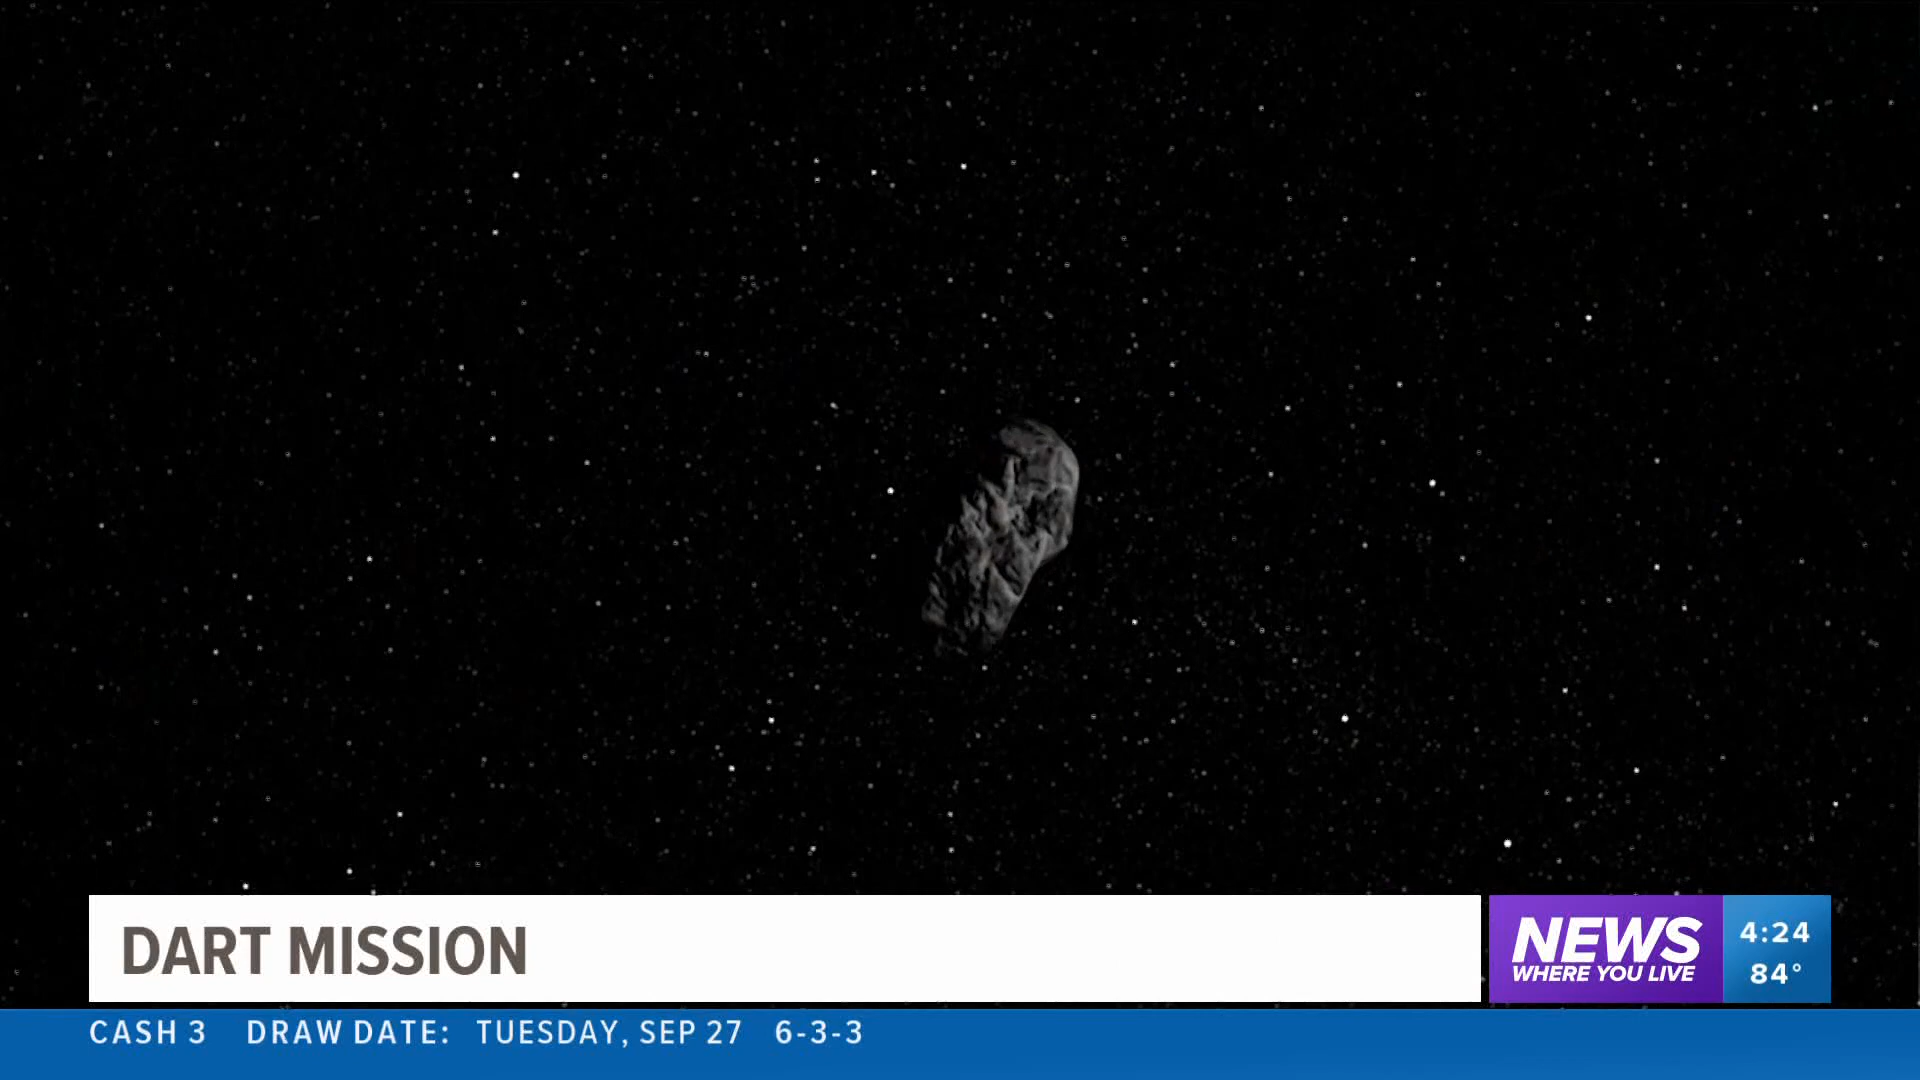 DART MISSION
NEWS
WHERE YOU LIVE
4:24
84°
CASH 3 DRAW DATE: TUESDAY, SEP 27 6-3-3